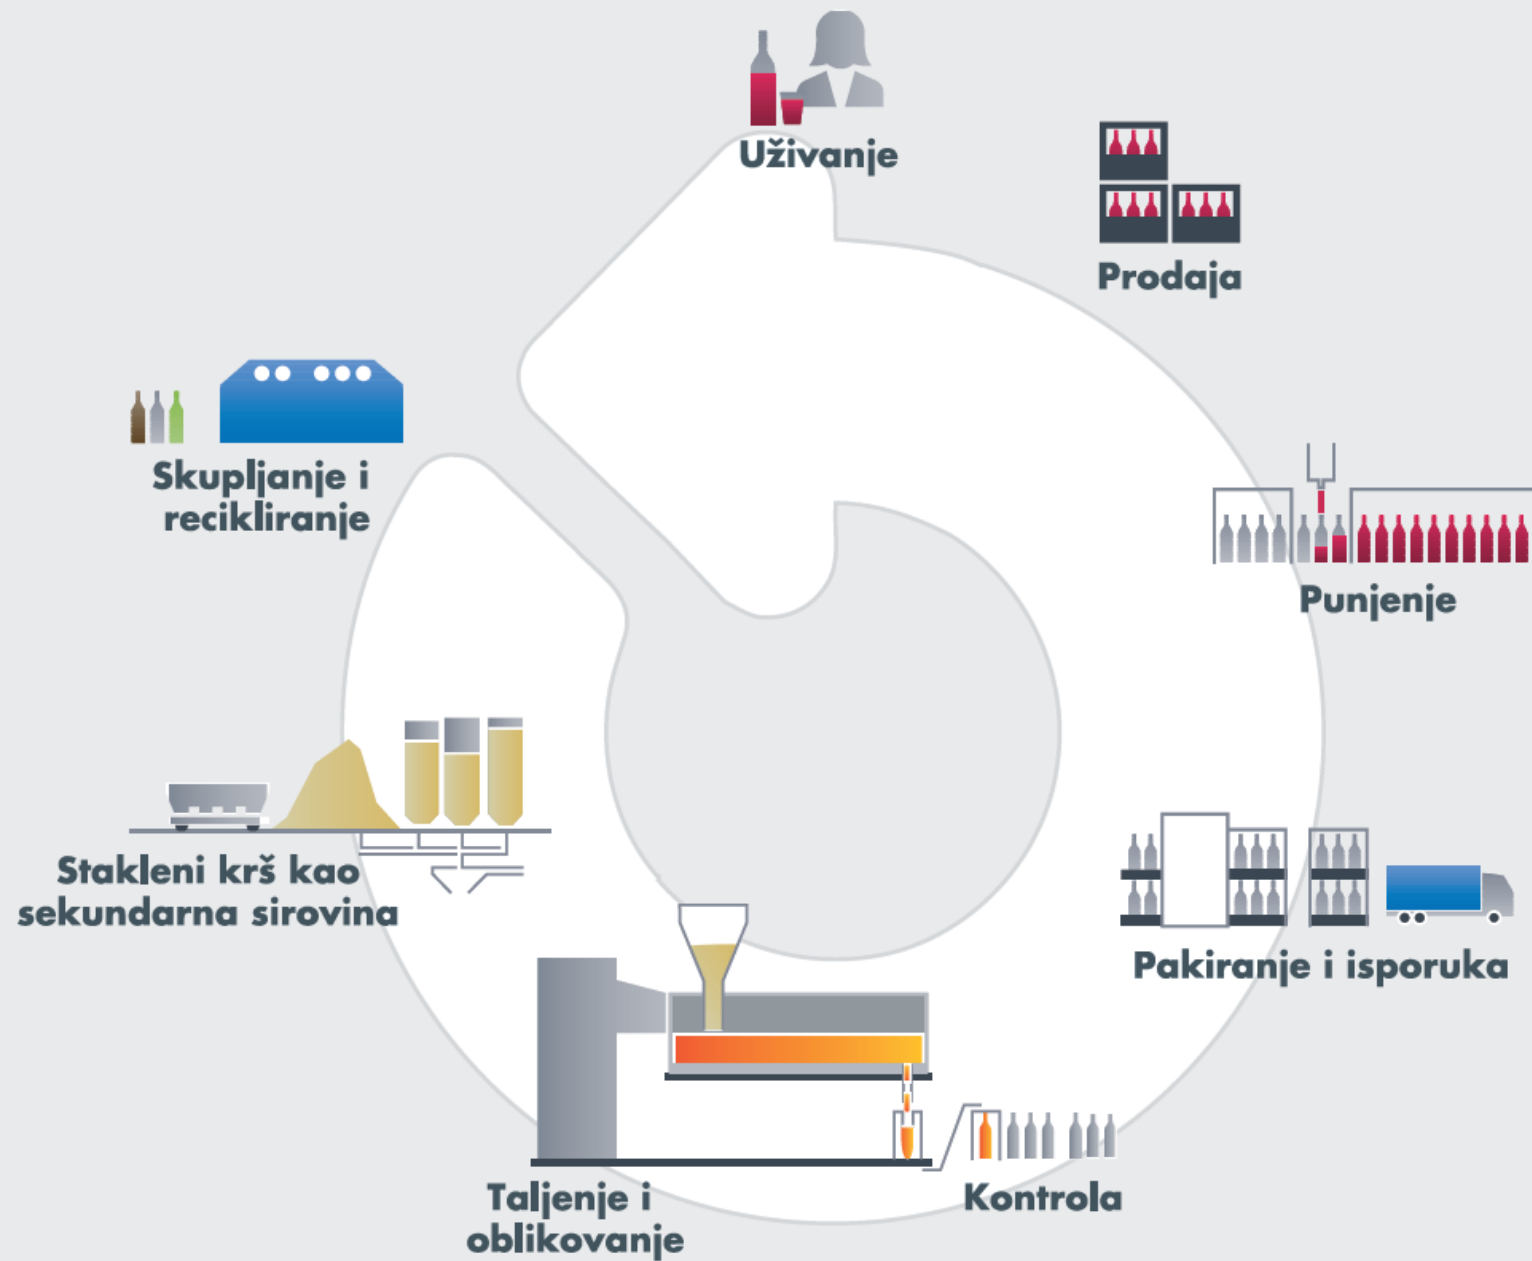 Uživanje
Prodaja
Skupljanje i
recikliranje
Punjenje
Stakleni krš kao
sekundarna sirovina
Pakiranje i isporuka
Taljenje i
oblikovanje
Kontrola